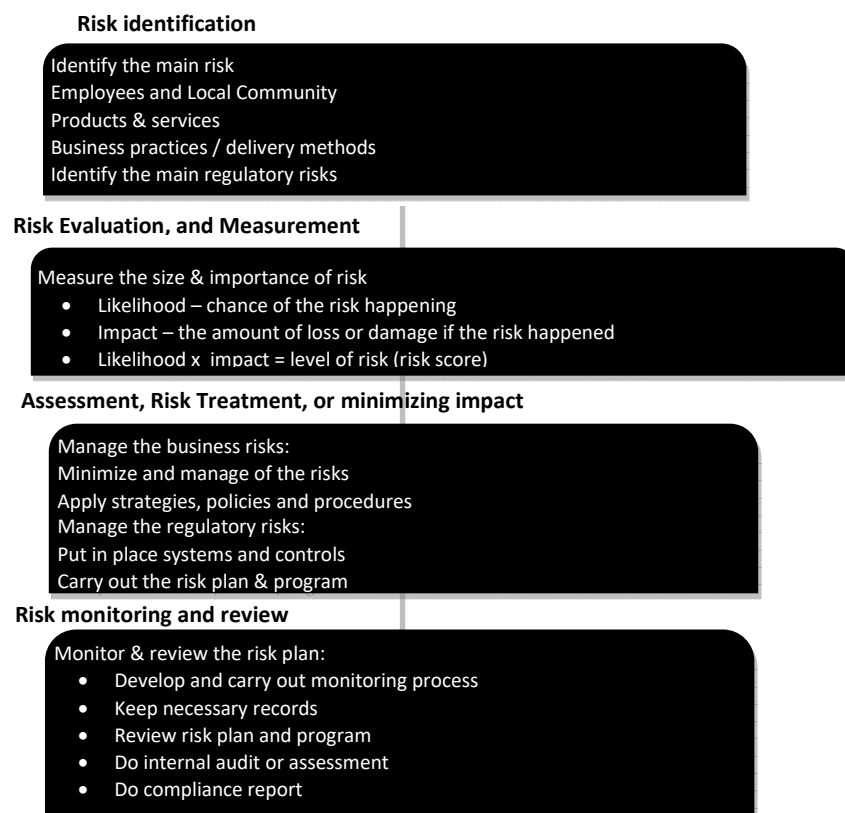 Risk identification
Identify the main risk
Employees and Local Community
Products & services
Business practices / delivery methods
Identify the main regulatory risks
Risk Evaluation, and Measurement
Measure the size & importance of risk
• Likelihood – chance of the risk happening
• Impact – the amount of loss or damage if the risk happened
• Likelihood x impact = level of risk (risk score)
Assessment, Risk Treatment, or minimizing impact
Manage the business risks:
Minimize and manage of the risks
Apply strategies, policies and procedures
Manage the regulatory risks:
Put in place systems and controls
Carry out the risk plan & program
Risk monitoring and review
Monitor & review the risk plan:
• Develop and carry out monitoring process
• Keep necessary records
• Review risk plan and program
• Do internal audit or assessment
• Do compliance report